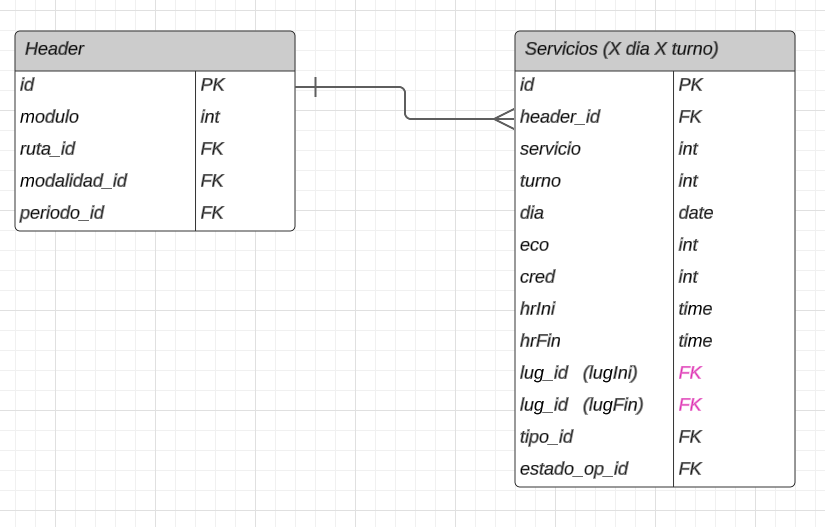 Header
id PK
modulo int
ruta_id FK
modalidad_id FK
periodo_id FK
Servicios (X dia X turno)
id PK
header_id FK
servicio int
turno int
dia date
eco int
cred int
hrIni time
hrFin time
lug_id (lugIni) FK
lug_id (lugFin) FK
tipo_id FK
estado_op_id FK